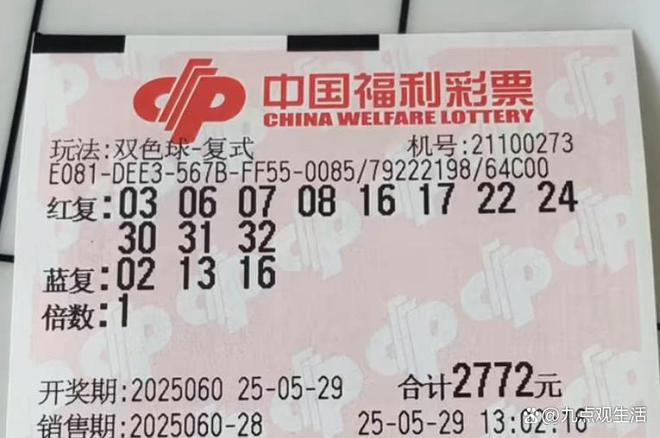 中国福利彩票
CHINA WELFARE LOTTERY
玩法:双色球-复式 机号:21100273
E081-DEE3-567B-FF55-0085/79222198/64C00
红复:03 06 07 08 16 17 22 24
30 31 32
蓝复:02 13 16
倍数:1
开奖期:2025060 25-05-29 合计2772元
销售期:2025060-28 25-05-29 13:02:16
九点观生活